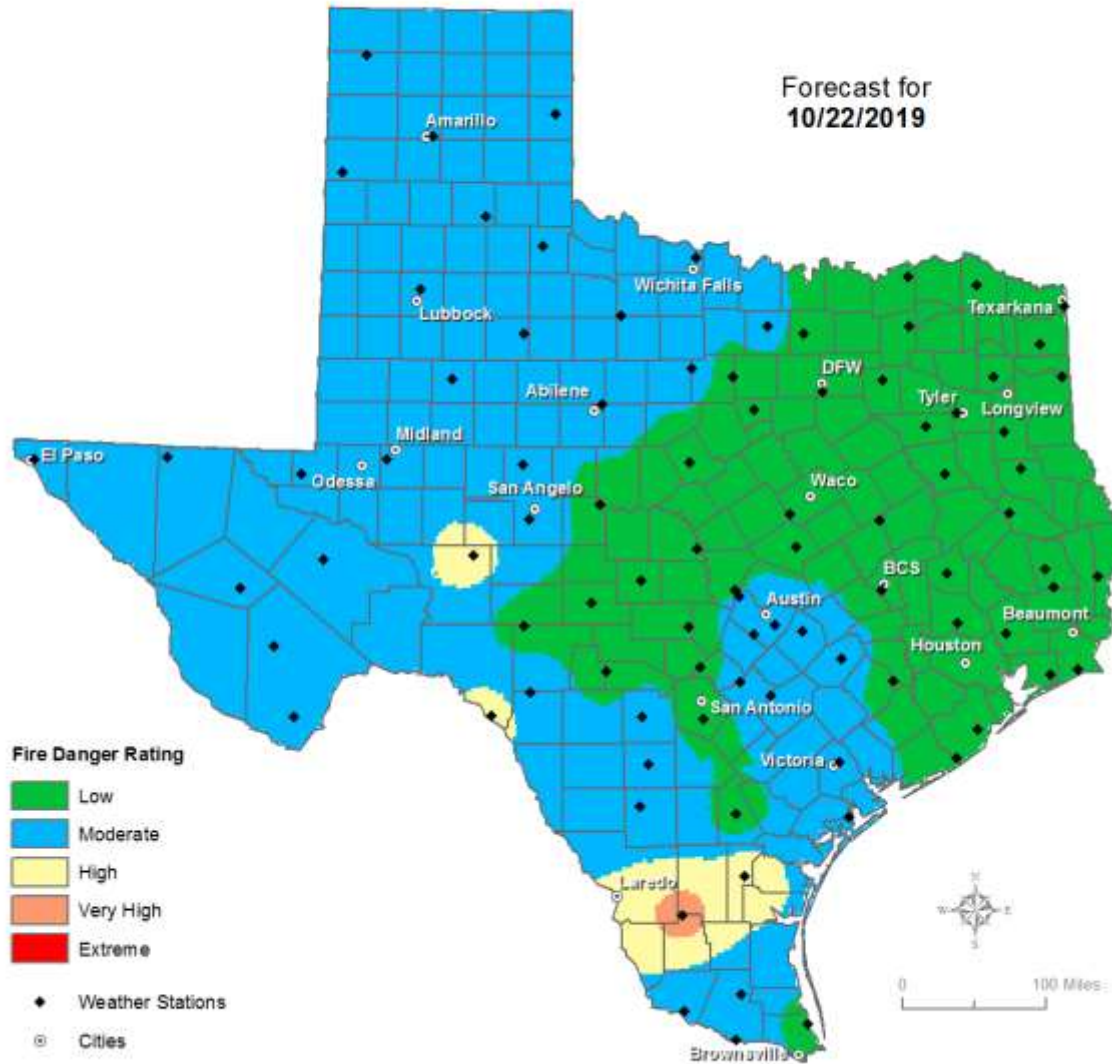 Forecast for
10/22/2019
Amarillo
Wichita Falls
Lubbock
Texarkana
DFW
Abilene
Tyler
Longview
Midland
El Paso
Odessa
San Angelo
Waco
BCS
Austin
Beaumont
Houston
San Antonio
Victoria
Fire Danger Rating
Low
Moderate
High
Very High
Extreme
Weather Stations
Cities
Laredo
N
W
E
S
0
100 Miles
Brownsville